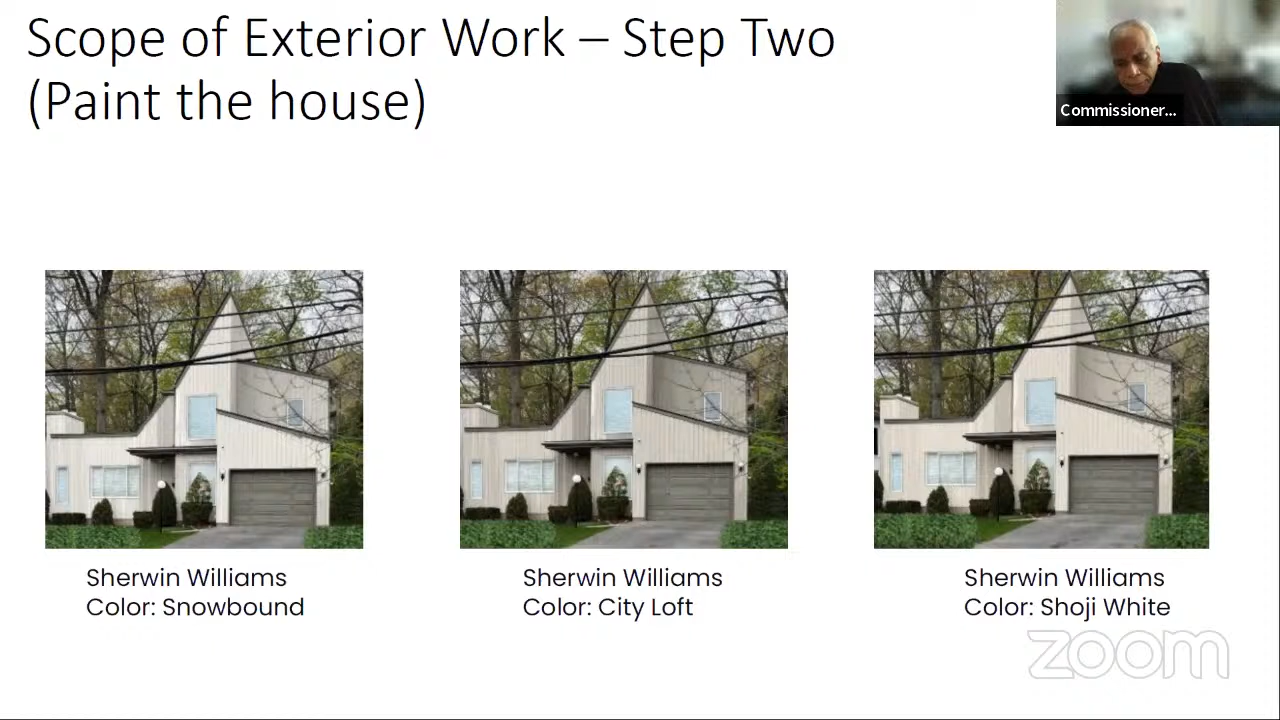 Scope of Exterior Work – Step Two
(Paint the house)
Commissioner...
Sherwin Williams
Color: Snowbound
Sherwin Williams
Color: City Loft
Sherwin Williams
Color: Shoji White
zoom